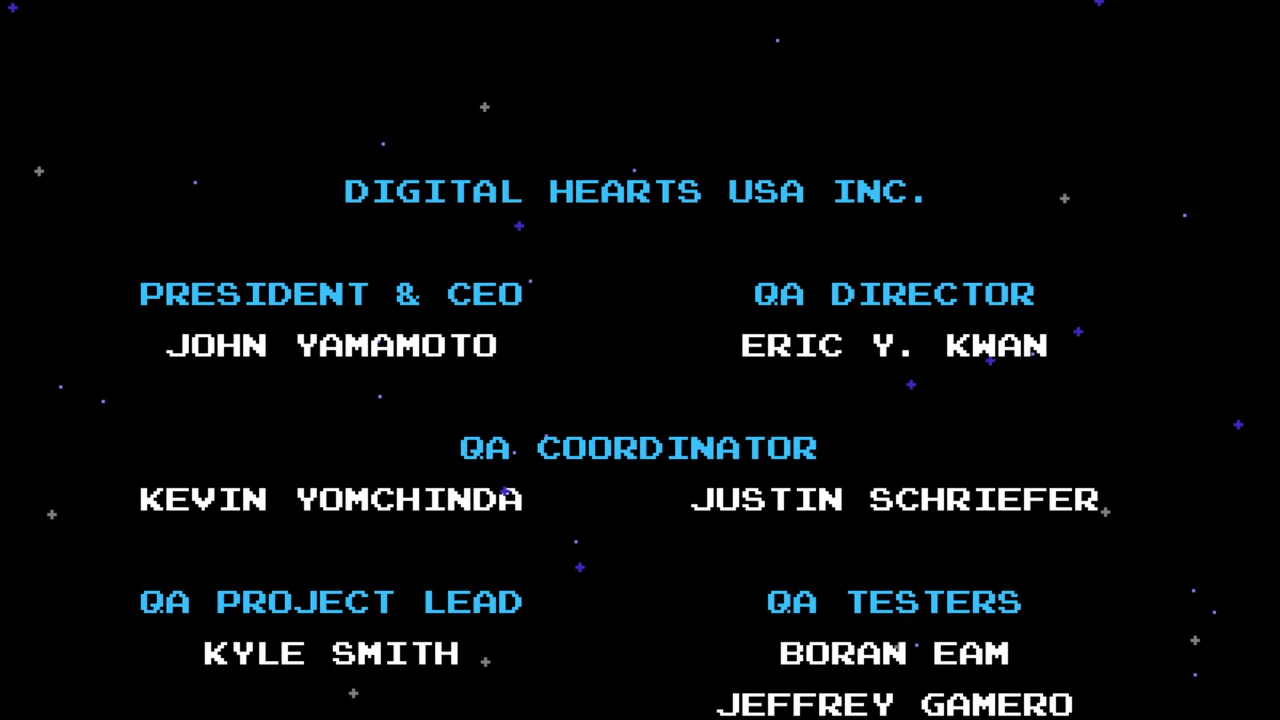 DIGITAL HEARTS USA INC.
PRESIDENT & CEO
JOHN YAMAMOTO
QA DIRECTOR
ERIC Y. KWAN
QA COORDINATOR
KEVIN YOMCHINDA
JUSTIN SCHRIEFER
QA PROJECT LEAD
KYLE SMITH
QA TESTERS
BORAN EAM
JEFFREY GAMERO